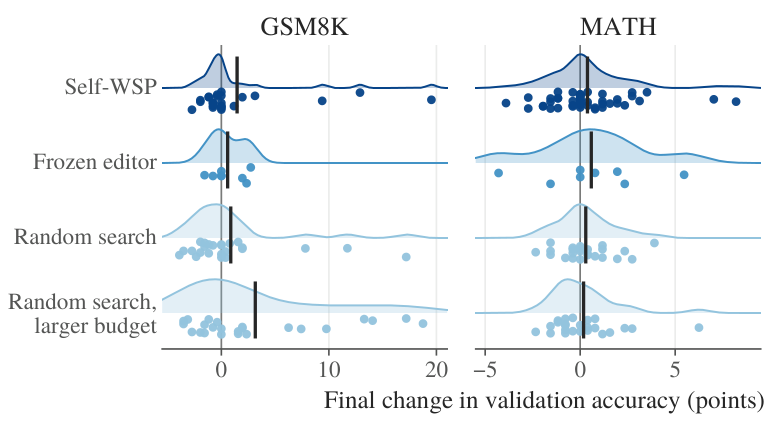 GSM8K
MATH
Self-WSP
Frozen editor
Random search
Random search,
larger budget
0
10
20
−5
0
5
Final change in validation accuracy (points)